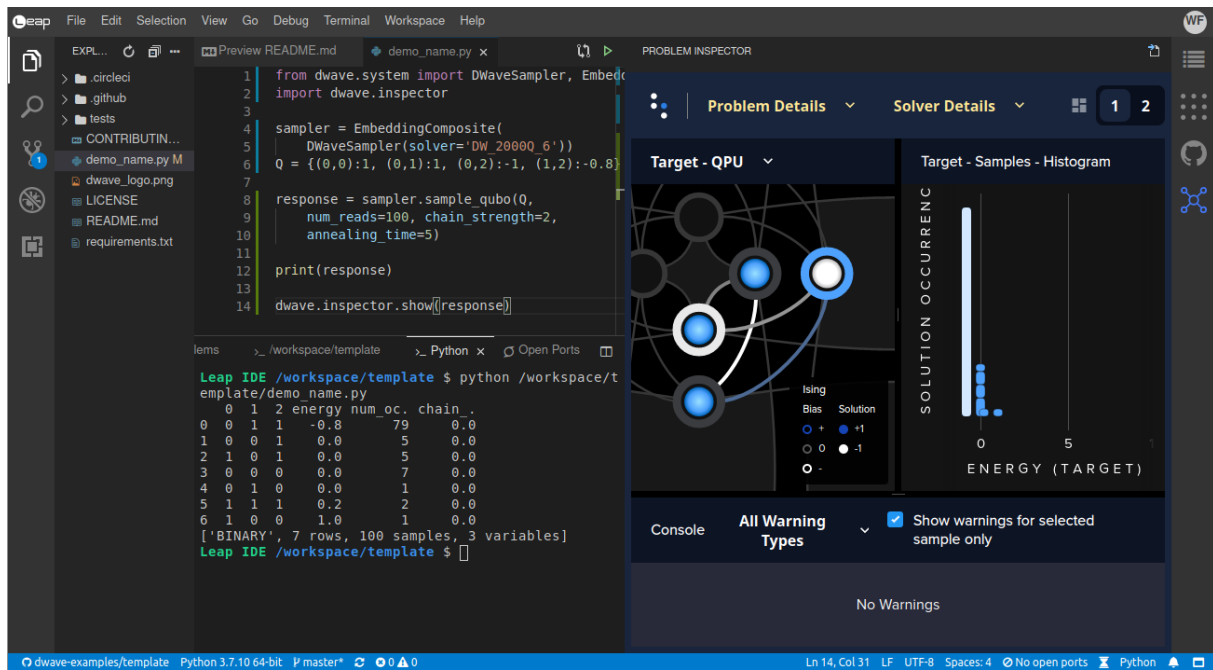 Leap File Edit Selection View Go Debug Terminal Workspace Help WF
EXPL...
.circleci
.github
tests
CONTRIBUTIN...
demo_name.py M
dwave_logo.png
LICENSE
README.md
requirements.txt
1
Preview README.md demo_name.py ×
1 from dwave.system import DWaveSampler, Embed
2 import dwave.inspector
3
4 sampler = EmbeddingComposite(
5 DWaveSampler(solver='DW_2000Q_6'))
6 Q = {(0,0):1, (0,1):1, (0,2):-1, (1,2):-0.8}
7
8 response = sampler.sample_qubo(Q,
9 num_reads=100, chain_strength=2,
10 annealing_time=5)
11
12 print(response)
13
14 dwave.inspector.show(response)
lems >_ /workspace/template >_ Python × Open Ports
Leap IDE /workspace/template $ python /workspace/t
emplate/demo_name.py
0 1 2 energy num_oc. chain_.
0 0 1 1 -0.8 79 0.0
1 0 0 1 0.0 5 0.0
2 1 0 1 0.0 5 0.0
3 0 0 0 0.0 7 0.0
4 0 1 0 0.0 1 0.0
5 1 1 1 0.2 2 0.0
6 1 0 0 1.0 1 0.0
['BINARY', 7 rows, 100 samples, 3 variables]
Leap IDE /workspace/template $
PROBLEM INSPECTOR
Problem Details Solver Details 1 2
Target - QPU
Ising
Bias Solution
+ +1
0 -1
-
Target - Samples - Histogram
SOLUTION OCCURRENC
0 5 1
ENERGY (TARGET)
Console
All Warning
Types
Show warnings for selected
sample only
No Warnings
dwave-examples/template Python 3.7.10 64-bit master* 0 0 Ln 14, Col 31 LF UTF-8 Spaces: 4 No open ports Python